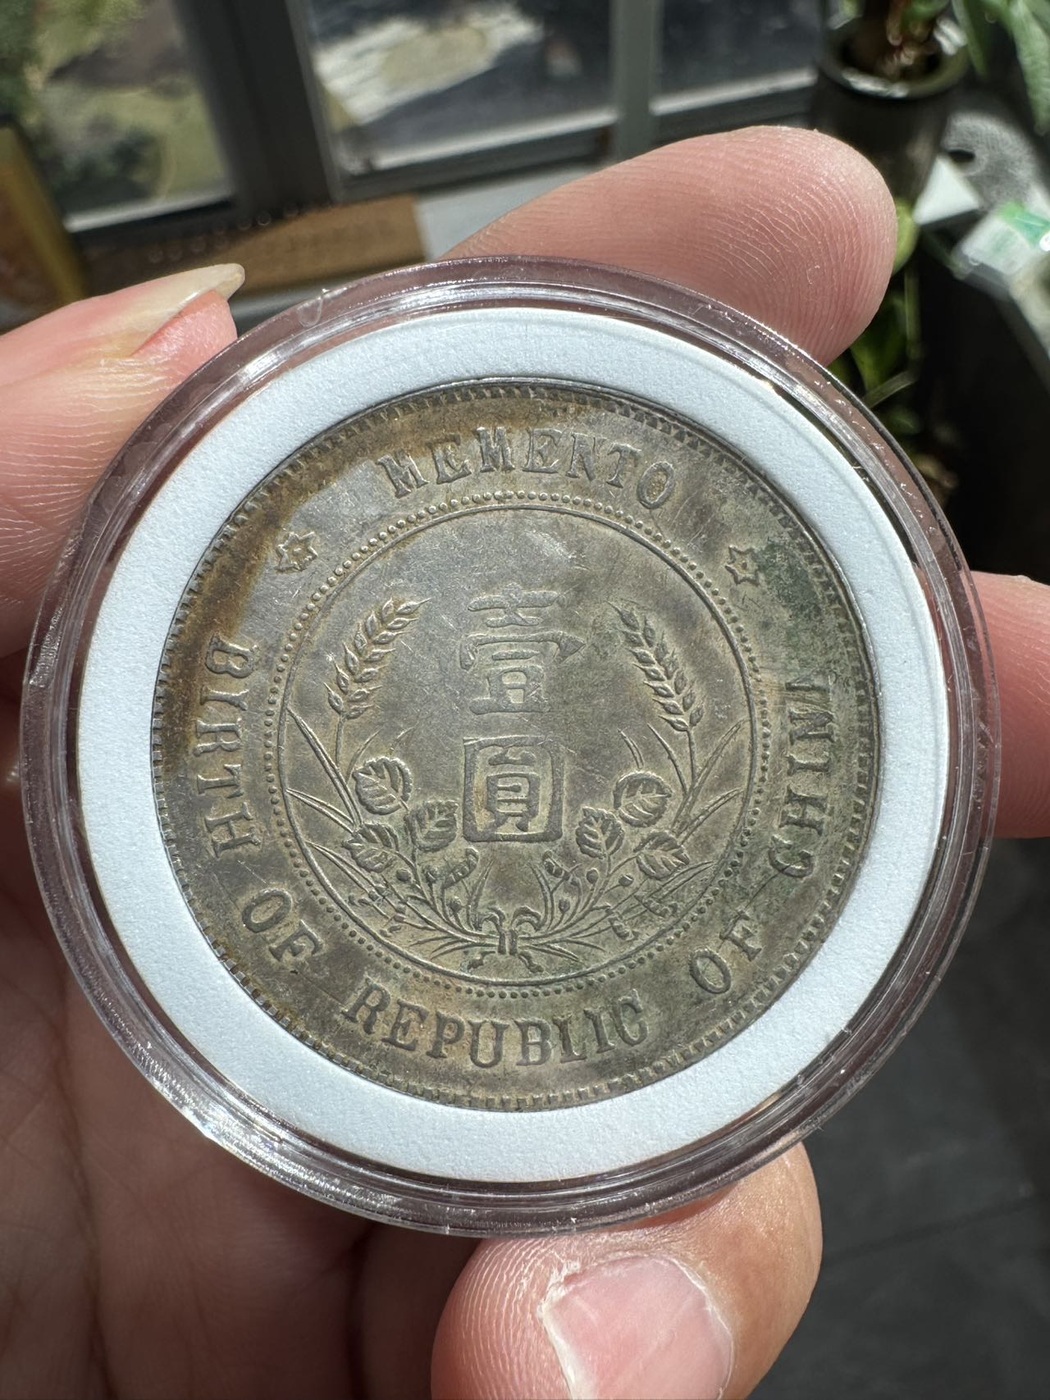 MEMENTO
BIRTH OF REPUBLIC OF CHINA
壹
圓